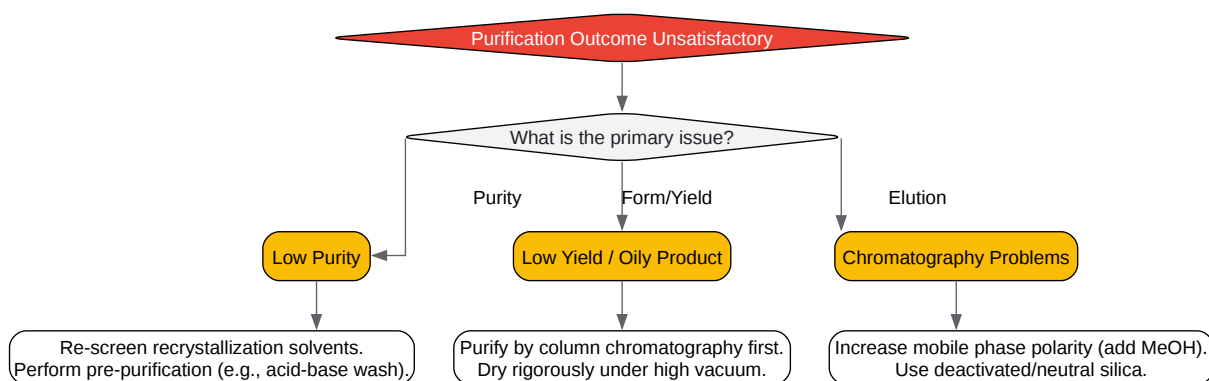 Purification Outcome Unsatisfactory
What is the primary issue?
Purity
Form/Yield
Elution
Low Purity
Low Yield / Oily Product
Chromatography Problems
Re-screen recrystallization solvents.
Perform pre-purification (e.g., acid-base wash).
Purify by column chromatography first.
Dry rigorously under high vacuum.
Increase mobile phase polarity (add MeOH).
Use deactivated/neutral silica.